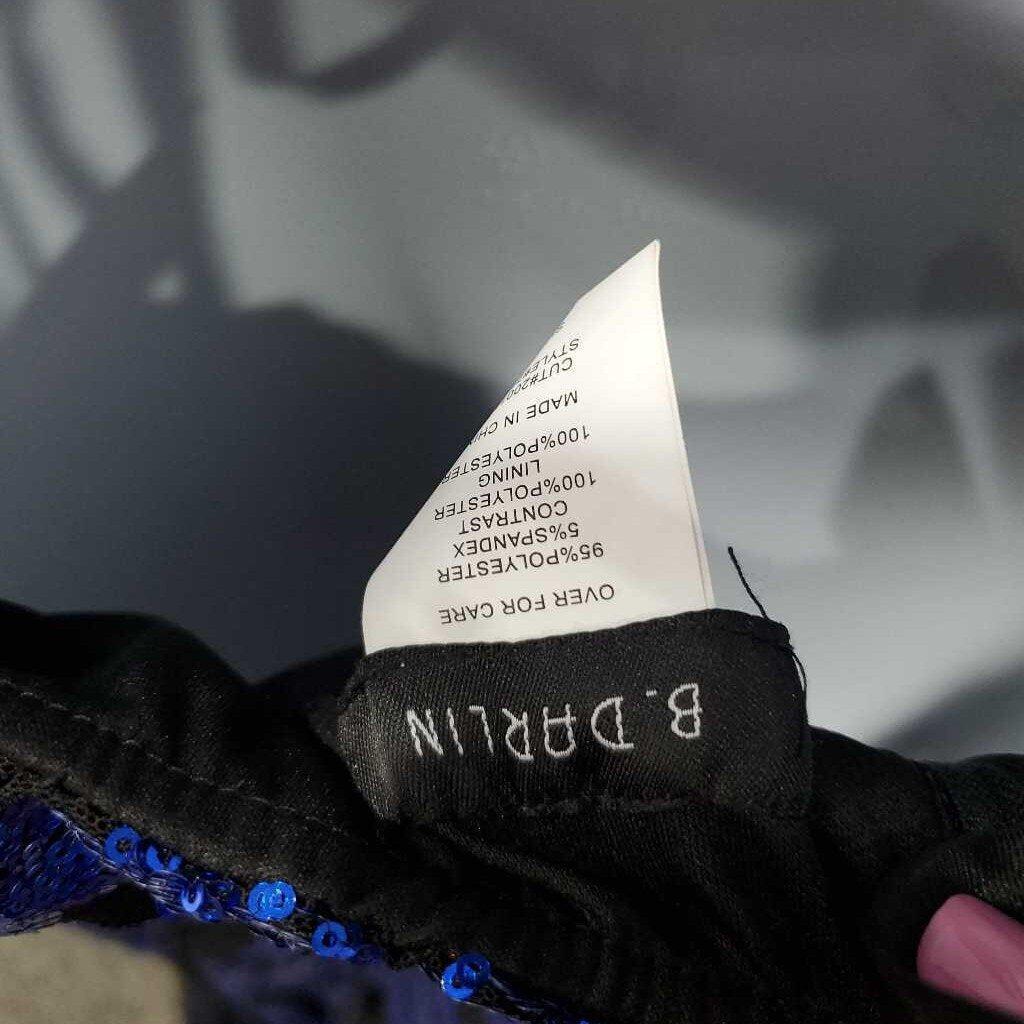 B. DARLIN
OVER FOR CARE
95%POLYESTER
5%SPANDEX
CONTRAST
100%POLYESTER
LINING
100%POLYESTER
MADE IN